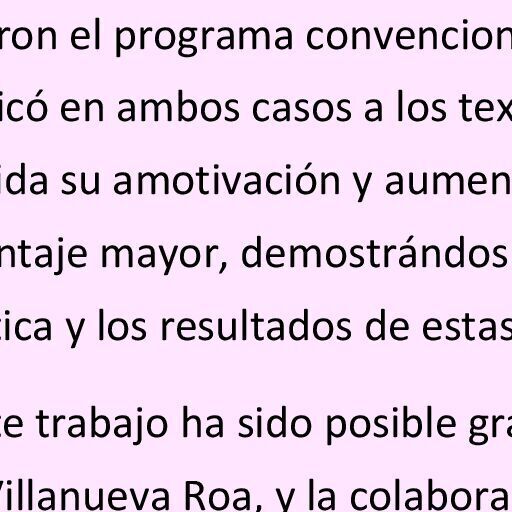 ron el programa convencion
icó en ambos casos a los tex
ida su amotivación y aumen
ntaje mayor, demostrándos
tica y los resultados de estas
te trabajo ha sido posible gra
Villanueva Roa, y la colabora